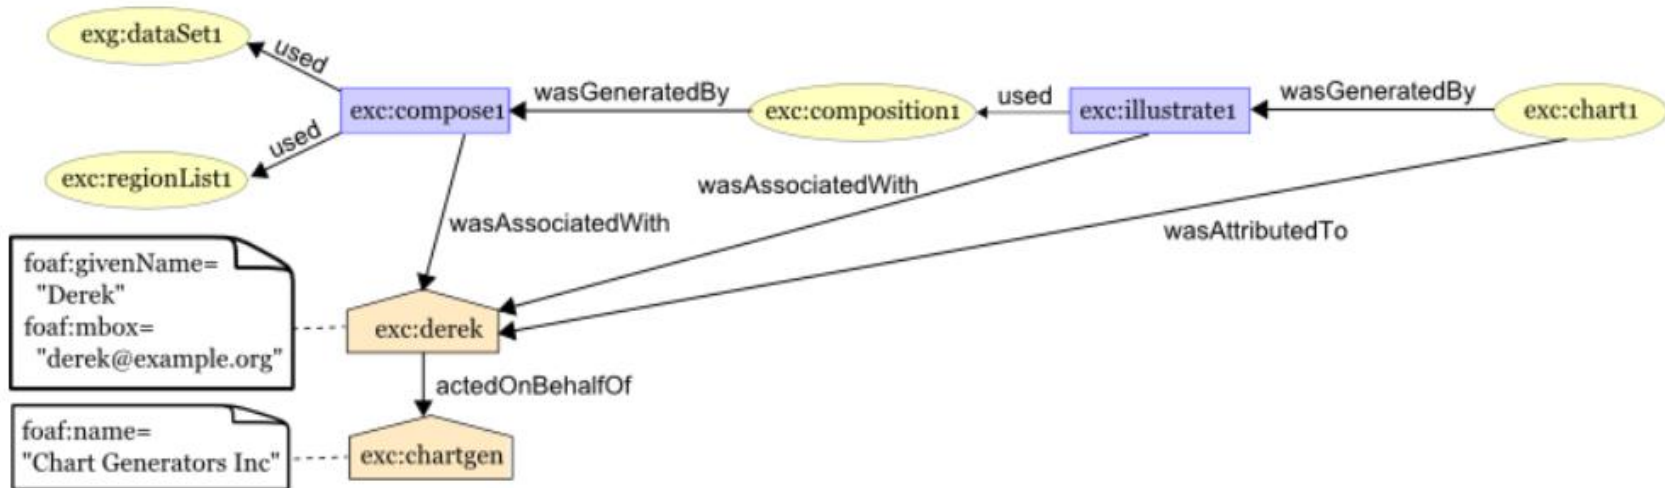 exg:dataSet1
used
exc:compose1
wasGeneratedBy
exc:composition1
used
exc:illustrate1
wasGeneratedBy
exc:chart1
used
exc:regionList1
wasAssociatedWith
wasAssociatedWith
wasAttributedTo
foaf:givenName=
"Derek"
foaf:mbox=
"derek@example.org"
exc:derek
actedOnBehalfOf
foaf:name=
"Chart Generators Inc"
exc:chartgen